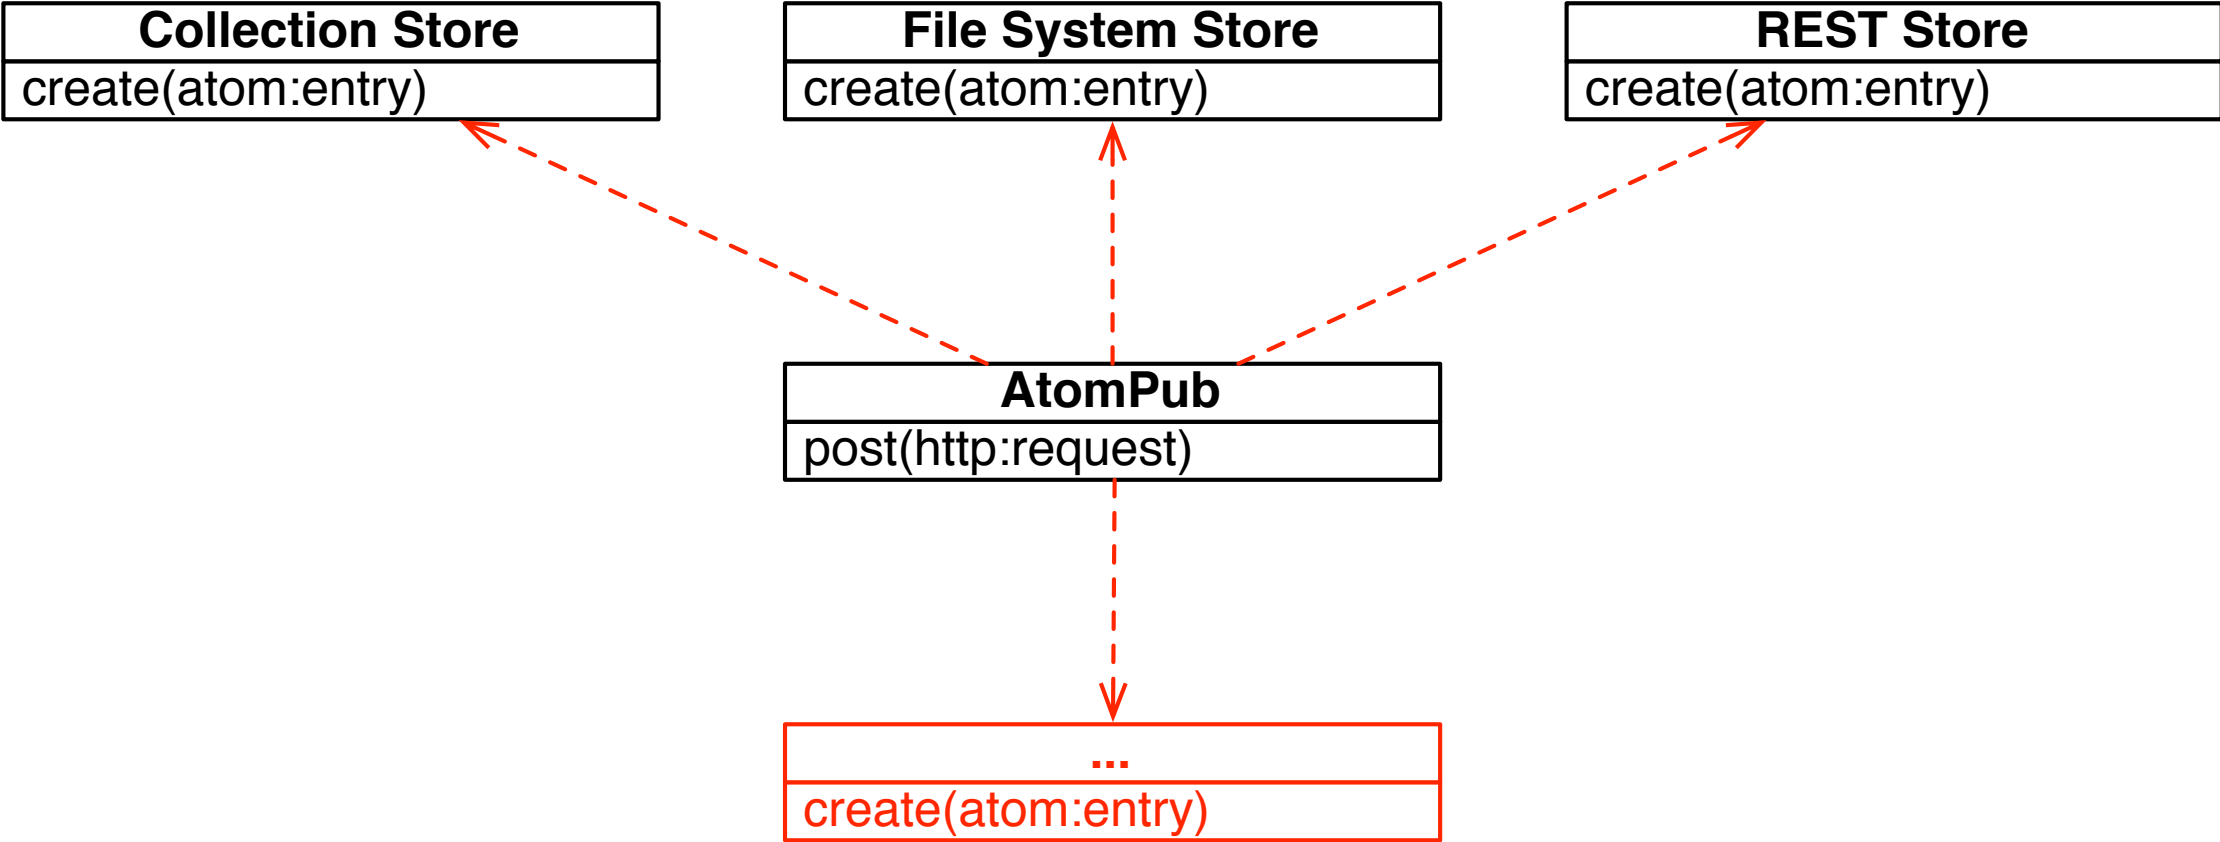 Collection Store
create(atom:entry)
File System Store
create(atom:entry)
REST Store
create(atom:entry)
AtomPub
post(http:request)
...
create(atom:entry)